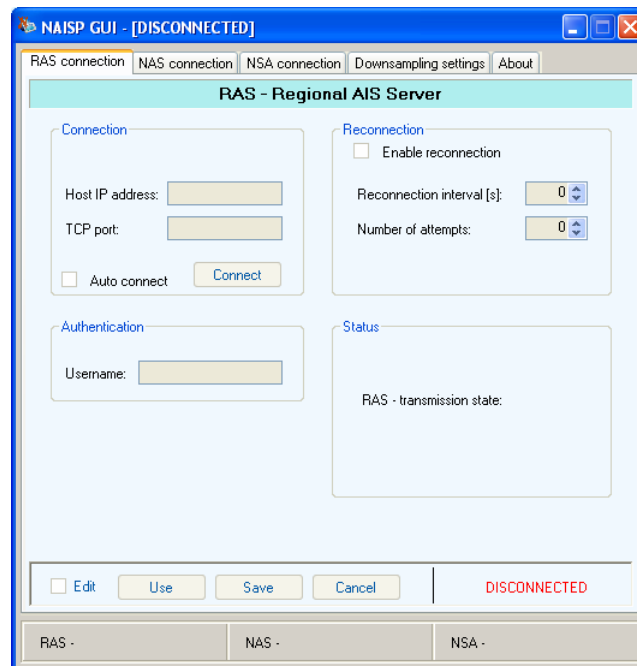 NAISP GUI - [DISCONNECTED]
RAS connection NAS connection NSA connection Downsampling settings About
RAS - Regional AIS Server
Connection
Host IP address:
TCP port:
Auto connect Connect
Reconnection
Enable reconnection
Reconnection interval [s]: 0
Number of attempts: 0
Authentication
Username:
Status
RAS - transmission state:
Edit Use Save Cancel DISCONNECTED
RAS - NAS - NSA -